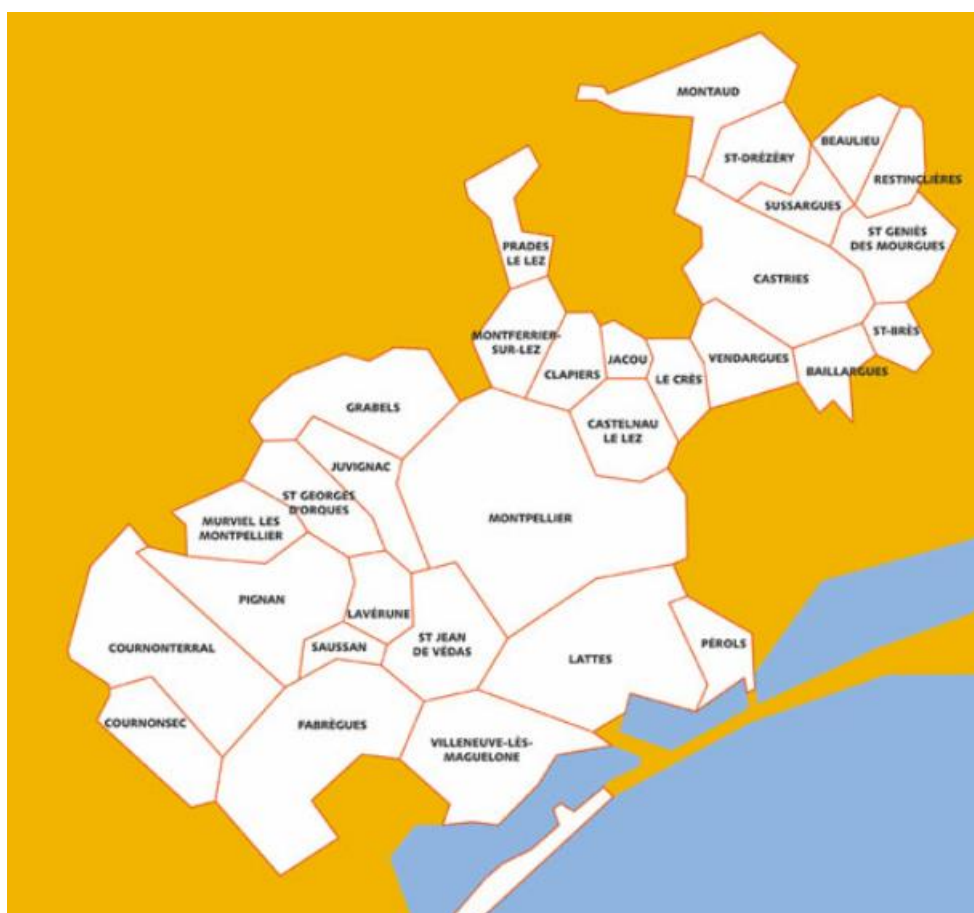 MONTAUD
BEAULIEU
ST-DRÉZÉRY
RESTINCLIÈRES
SUSSARGUES
ST GENIÈS
DES MOURGUES
PRADES
LE LEZ
CASTRIES
ST-BRÈS
MONTFERRIER-
SUR-LEZ
VENDARGUES
JACOU
CLAPIERS
LE CRÈS
BAILLARGUES
GRABELS
CASTELNAU
LE LEZ
JUVIGNAC
ST GEORGES
D'ORQUES
MURVIEL LES
MONTPELLIER
MONTPELLIER
PIGNAN
LAVÉRUNE
COURNONTERRAL
SAUSSAN
ST JEAN
DE VÉDAS
PÉROLS
LATTES
COURNONSEC
FABRÈGUES
VILLENEUVE-LÈS-
MAGUELONE